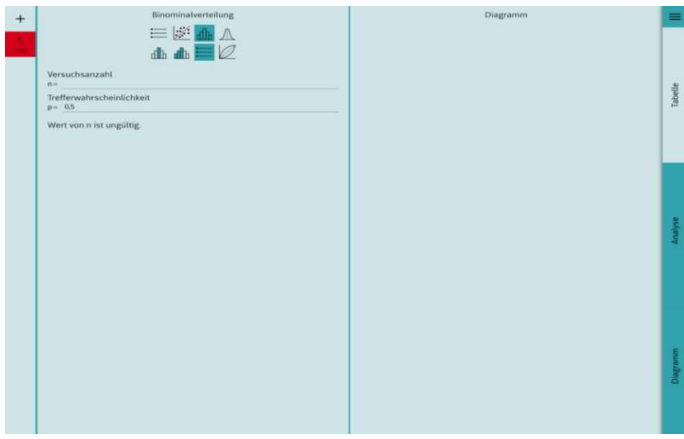 +
Binominalverteilung
Versuchsanzahl
n=
Trefferwahrscheinlichkeit
p= 0,5
Wert von n ist ungültig.
Diagramm
Tabelle
Analyse
Diagramm